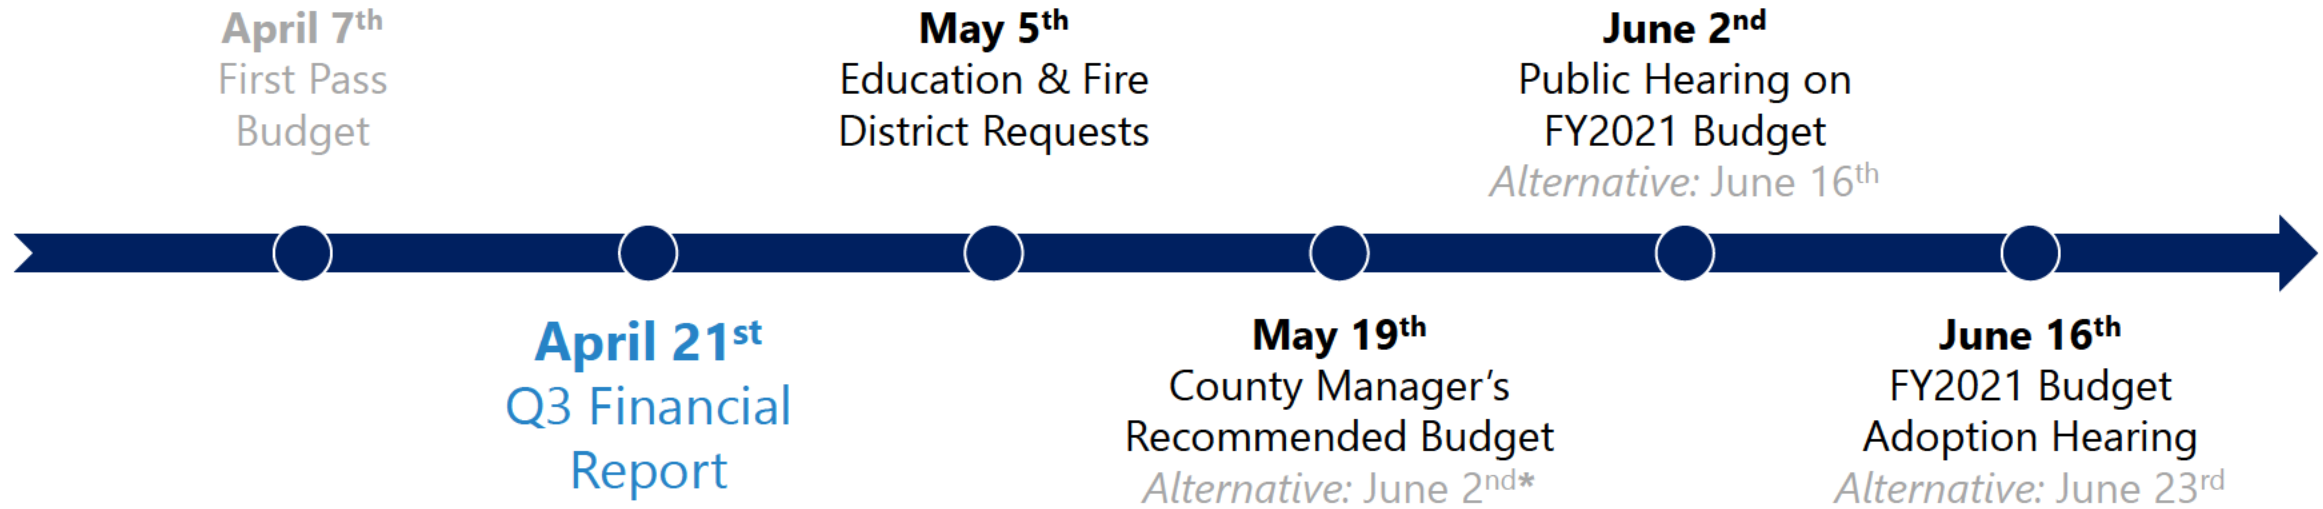 April 7th
First Pass
Budget
April 21st
Q3 Financial
Report
May 5th
Education & Fire
District Requests
May 19th
County Manager’s
Recommended Budget
Alternative: June 2nd*
June 2nd
Public Hearing on
FY2021 Budget
Alternative: June 16th
June 16th
FY2021 Budget
Adoption Hearing
Alternative: June 23rd